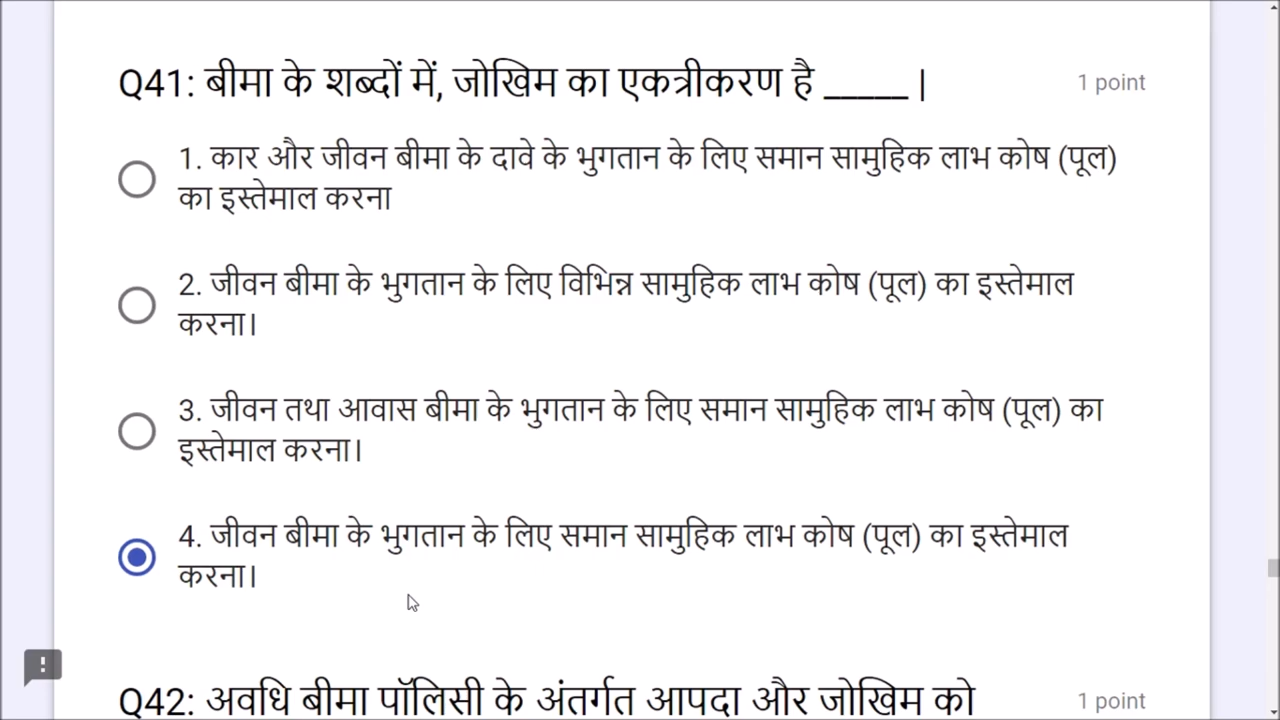 Q41: बीमा के शब्दों में, जोखिम का एकत्रीकरण है _____ |
1 point
1. कार और जीवन बीमा के दावे के भुगतान के लिए समान सामुहिक लाभ कोष (पूल)
का इस्तेमाल करना
2. जीवन बीमा के भुगतान के लिए विभिन्न सामुहिक लाभ कोष (पूल) का इस्तेमाल
करना।
3. जीवन तथा आवास बीमा के भुगतान के लिए समान सामुहिक लाभ कोष (पूल) का
इस्तेमाल करना।
4. जीवन बीमा के भुगतान के लिए समान सामुहिक लाभ कोष (पूल) का इस्तेमाल
करना।
Q42: अवधि बीमा पॉलिसी के अंतर्गत आपदा और जोखिम को
1 point